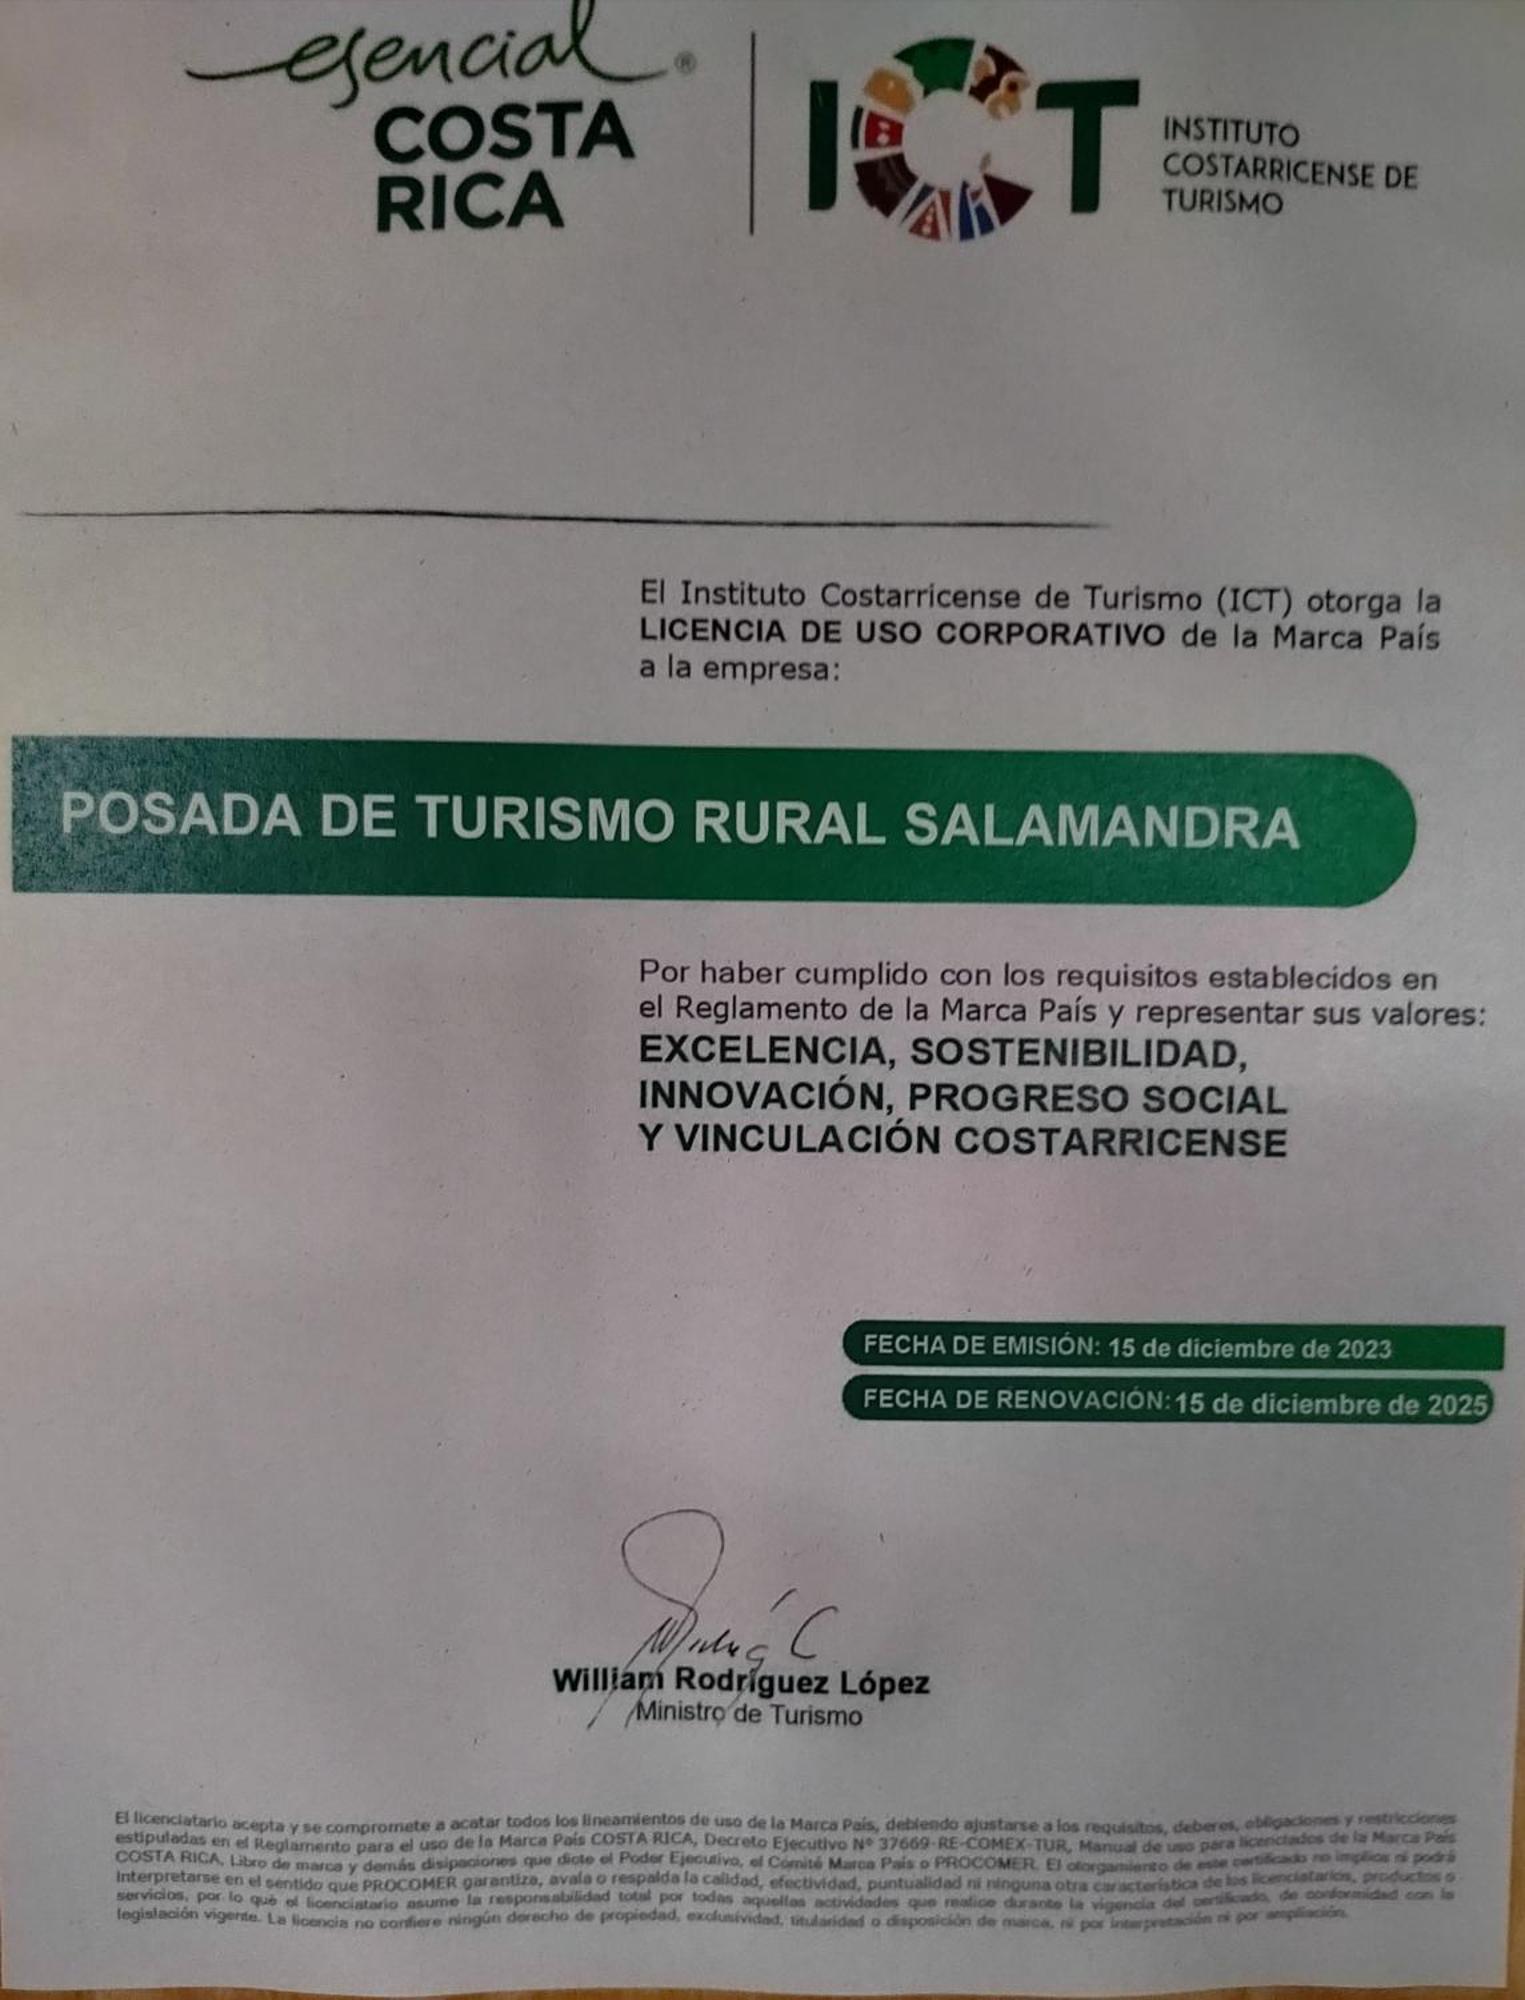 esencial®
COSTA
RICA
ICT
INSTITUTO
COSTARRICENSE DE
TURISMO
El Instituto Costarricense de Turismo (ICT) otorga la
LICENCIA DE USO CORPORATIVO de la Marca País
a la empresa:
POSADA DE TURISMO RURAL SALAMANDRA
Por haber cumplido con los requisitos establecidos en
el Reglamento de la Marca País y representar sus valores:
EXCELENCIA, SOSTENIBILIDAD,
INNOVACIÓN, PROGRESO SOCIAL
Y VINCULACIÓN COSTARRICENSE
FECHA DE EMISIÓN: 15 de diciembre de 2023
FECHA DE RENOVACIÓN: 15 de diciembre de 2025
William Rodríguez López
Ministro de Turismo
El licenciatario acepta y se compromete a acatar todos los lineamientos de uso de la Marca País, debiendo ajustarse a los requisitos, deberes, obligaciones y restricciones
estipuladas en el Reglamento para el uso de la Marca País COSTA RICA, Decreto Ejecutivo Nº 37669-RE-COMEX-TUR, Manual de uso para licenciados de la Marca País
COSTA RICA, Libro de marca y demás disipaciones que dicte el Poder Ejecutivo, el Comité Marca País o PROCOMER. El otorgamiento de este certificado no implica ni podrá
interpretarse en el sentido que PROCOMER garantiza, avala o respalda la calidad, efectividad, puntualidad ni ninguna otra característica de los licenciatarios, productos o
servicios, por lo que el licenciatario asume la responsabilidad total por todas aquellas actividades que realice durante la vigencia del certificado, de conformidad con la
legislación vigente. La licencia no confiere ningún derecho de propiedad, exclusividad, titularidad o disposición de marca, ni por interpretación ni por ampliación.